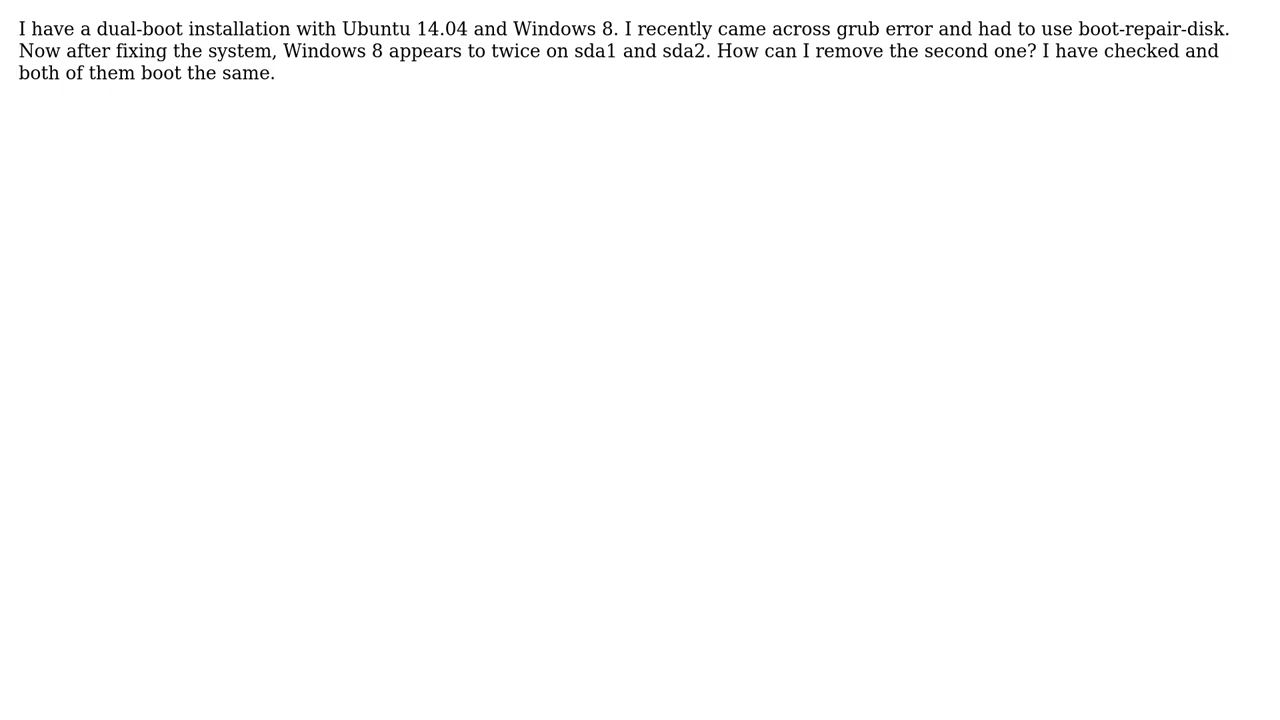 I have a dual-boot installation with Ubuntu 14.04 and Windows 8. I recently came across grub error and had to use boot-repair-disk.
Now after fixing the system, Windows 8 appears to twice on sda1 and sda2. How can I remove the second one? I have checked and
both of them boot the same.